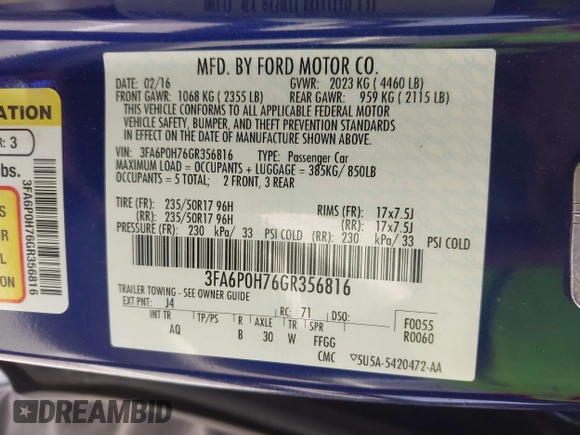 MFD. BY FORD MOTOR CO.
DATE: 02/16 GVWR: 2023 KG ( 4460 LB)
FRONT GAWR: 1068 KG ( 2355 LB) REAR GAWR: 959 KG ( 2115 LB)
THIS VEHICLE CONFORMS TO ALL APPLICABLE FEDERAL MOTOR
VEHICLE SAFETY, BUMPER, AND THEFT PREVENTION STANDARDS
IN EFFECT ON THE DATE OF MANUFACTURE SHOWN ABOVE.
VIN: 3FA6P0H76GR356816 TYPE: Passenger Car
MAXIMUM LOAD = OCCUPANTS + LUGGAGE = 385KG/ 850LB
OCCUPANTS = 5 TOTAL; 2 FRONT, 3 REAR
TIRE (FR): 235/50R17 96H RIMS (FR): 17x7.5J
(RR): 235/50R17 96H (RR): 17x7.5J
PRESSURE (FR): 230 kPa/ 33 PSI COLD (RR): 230 kPa/ 33 PSI COLD
3FA6P0H76GR356816
TRAILER TOWING - SEE OWNER GUIDE
EXT PNT: J4 RC: 71 DSO:
INT TR TP/PS R AXLE TR SPR
AQ B 30 W FFGG
F0055
R0060
CMC ▽5U5A-5420472-AA
ATION
R: 3
bs.
S
OR
L
ON
3FA6P0H76GR356816
DREAMBID